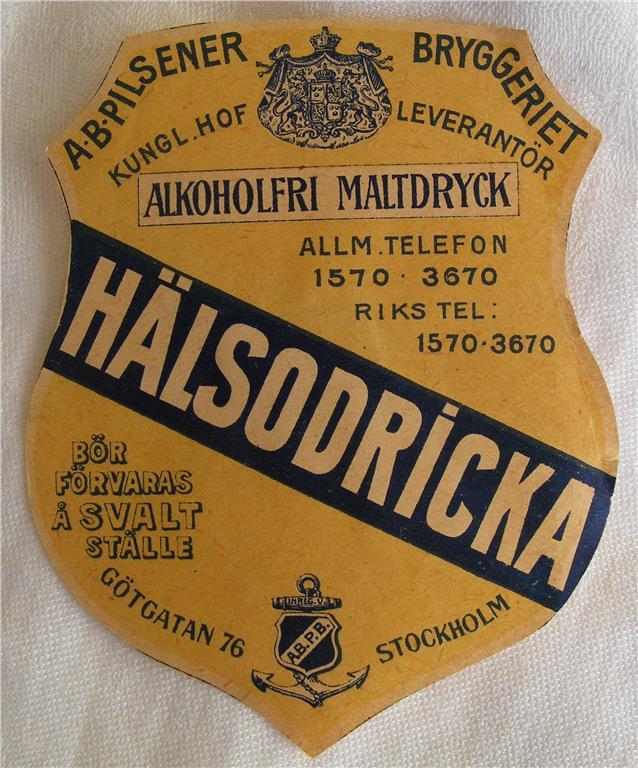 A·B·PILSENER BRYGGERIET
KUNGL. HOF LEVERANTÖR
ALKOHOLFRI MALTDRYCK
ALLM. TELEFON
1570 · 3670
RIKS TEL:
1570·3670
HÄLSODRICKA
BÖR
FÖRVARAS
Å SVALT
STÄLLE
GÖTGATAN 76 STOCKHOLM
INREG. V.
A.B.P.B.